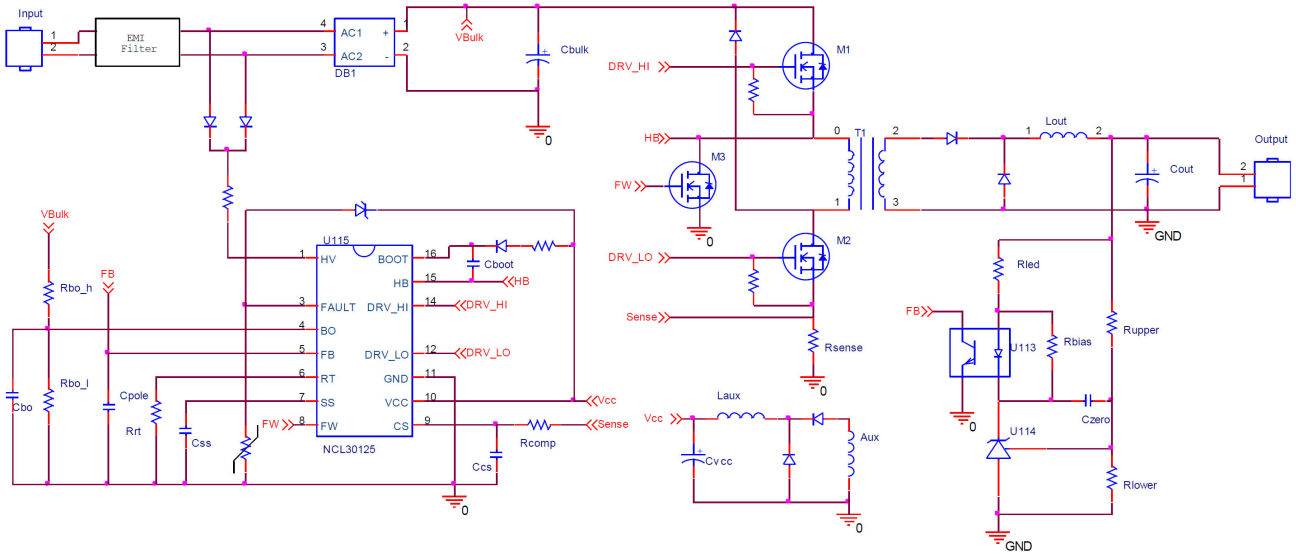 Input
1
2
EMI
Filter
4 AC1 + 1
3 AC2 - 2
DB1
VBulk
Cbulk
0
DRV_HI
M1
HB
M3
FW
0
0 T1 2
1 3
M2
DRV_LO
Sense
Rsense
0
1 Lout 2
Cout
GND
Output
2
1
VBulk
Rbo_h
FB
Rbo_l
Cbo
Cpole
Rrt
Css
U115
1 HV BOOT 16
HB 15
3 FAULT DRV_HI 14
4 BO
5 FB DRV_LO 12
6 RT GND 11
7 SS VCC 10
FW 8 FW CS 9
NCL30125
Cboot
HB
DRV_HI
DRV_LO
Vcc
Sense
Rcomp
Ccs
0
Vcc
Laux
Cvcc
Aux
0
Rled
FB
U113
Rbias
Rupper
0
Czero
U114
Rlower
GND